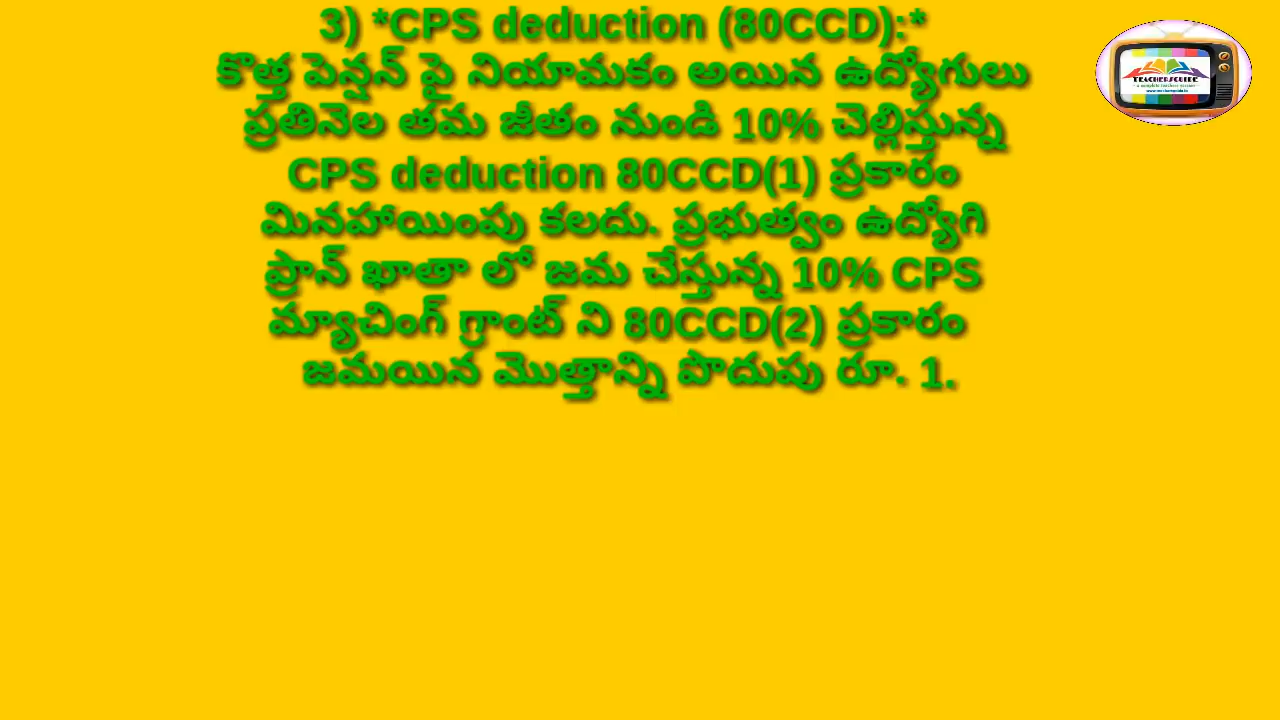 3) *CPS deduction (80CCD):*
కొత్త పెన్షన్ పై నియామకం అయిన ఉద్యోగులు
ప్రతినెల తమ జీతం నుండి 10% చెల్లిస్తున్న
CPS deduction 80CCD(1) ప్రకారం
మినహాయింపు కలదు. ప్రభుత్వం ఉద్యోగి
ప్రాన్ ఖాతా లో జమ చేస్తున్న 10% CPS
మ్యాచింగ్ గ్రాంట్ ని 80CCD(2) ప్రకారం
జమయిన మొత్తాన్ని పొదుపు రూ. 1.
TEACHERSGUIDE